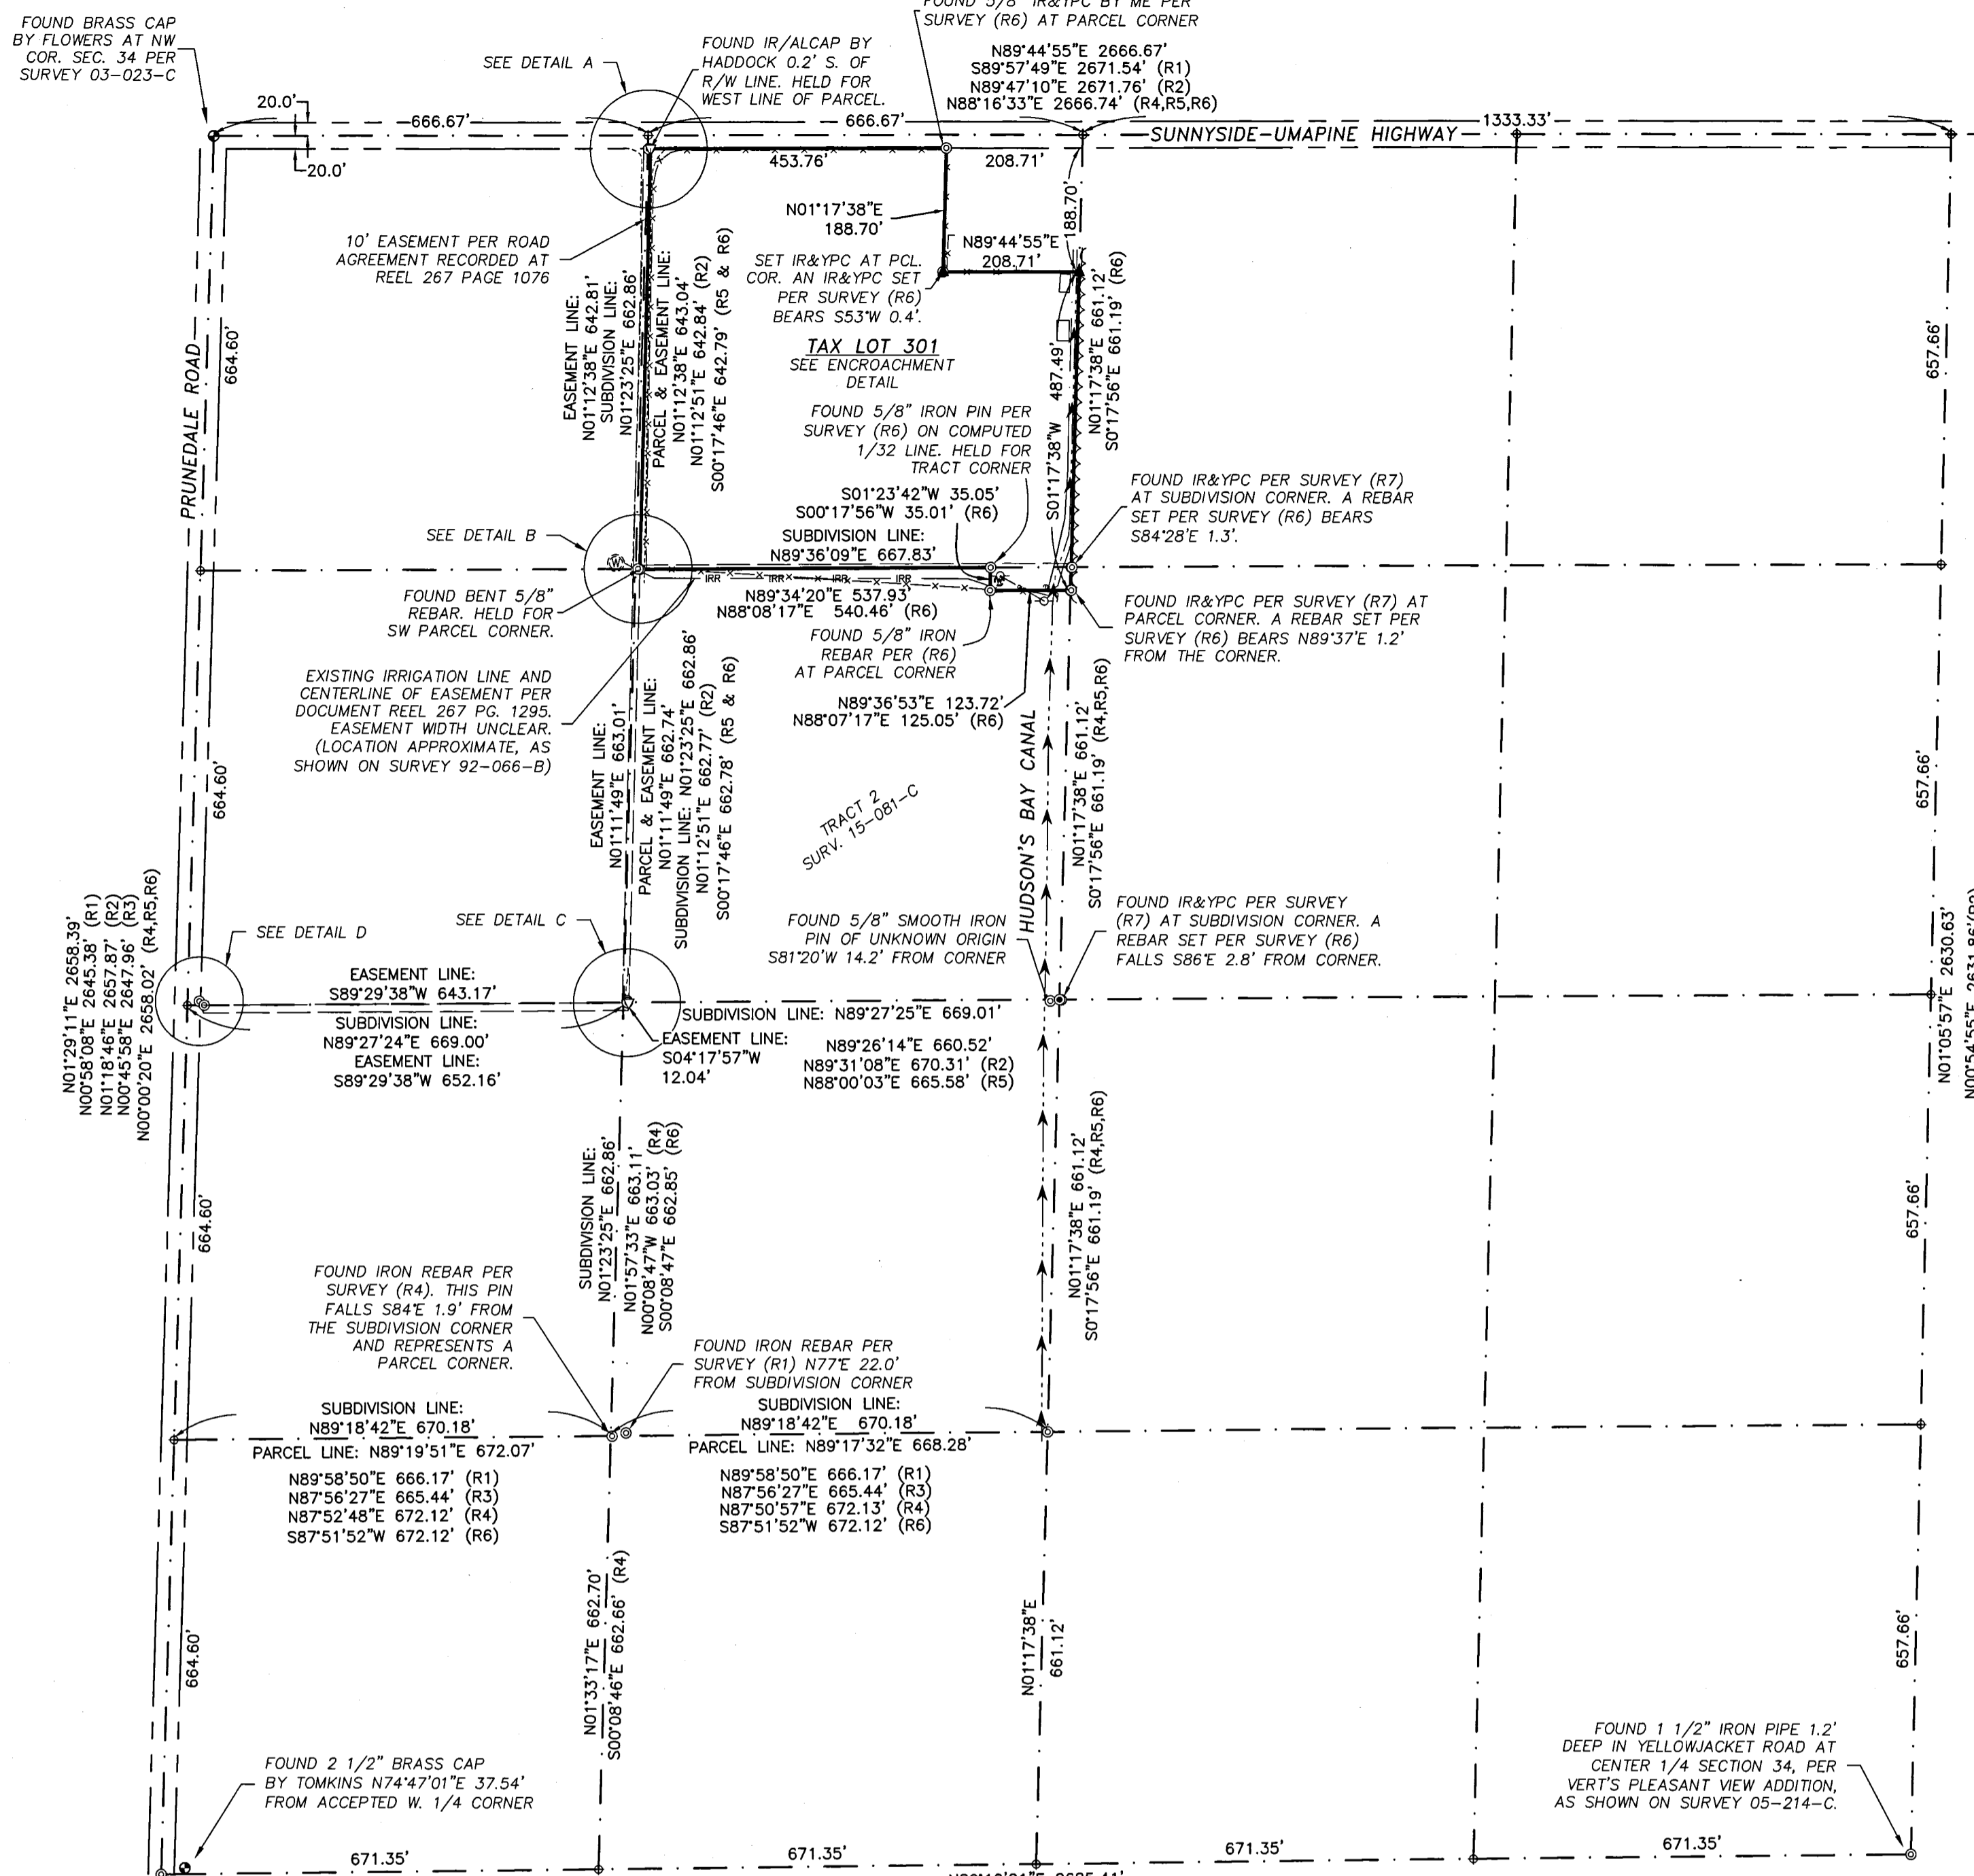 FOUND BRASS CAP
BY FLOWERS AT NW
COR. SEC. 34 PER
SURVEY 03-023-C
SEE DETAIL A
FOUND IR/ALCAP BY
HADDOCK 0.2' S. OF
R/W LINE. HELD FOR
WEST LINE OF PARCEL.
FOUND 5/8" IR&YPC BY ME PER
SURVEY (R6) AT PARCEL CORNER
N89°44'55"E 2666.67'
S89°57'49"E 2671.54' (R1)
N89°47'10"E 2671.76' (R2)
N88°16'33"E 2666.74' (R4,R5,R6)
20.0'
666.67'
666.67'
SUNNYSIDE-UMAPINE HIGHWAY
1333.33'
20.0'
453.76'
208.71'
N01°17'38"E
188.70'
188.70'
N89°44'55"E
208.71'
10' EASEMENT PER ROAD
AGREEMENT RECORDED AT
REEL 267 PAGE 1076
SET IR&YPC AT PCL.
COR. AN IR&YPC SET
PER SURVEY (R6)
BEARS S53°W 0.4'.
PRUNEDALE ROAD
664.60'
EASEMENT LINE:
N01°12'38"E 642.81'
SUBDIVISION LINE:
N01°23'25"E 662.86'
PARCEL & EASEMENT LINE:
N01°12'38"E 643.04'
N01°12'51"E 642.84' (R2)
S00°17'46"E 642.79' (R5 & R6)
TAX LOT 301
SEE ENCROACHMENT
DETAIL
S01°17'38"W 487.49'
N01°17'38"E 661.12'
S0°17'56"E 661.19' (R6)
657.66'
FOUND 5/8" IRON PIN PER
SURVEY (R6) ON COMPUTED
1/32 LINE. HELD FOR
TRACT CORNER
S01°23'42"W 35.05'
S00°17'56"W 35.01' (R6)
SUBDIVISION LINE:
N89°36'09"E 667.83'
FOUND IR&YPC PER SURVEY (R7)
AT SUBDIVISION CORNER. A REBAR
SET PER SURVEY (R6) BEARS
S84°28'E 1.3'.
SEE DETAIL B
W
IRR
IRR
IRR
IRR
N89°34'20"E 537.93'
N88°08'17"E 540.46' (R6)
FOUND BENT 5/8"
REBAR. HELD FOR
SW PARCEL CORNER.
FOUND 5/8" IRON
REBAR PER (R6)
AT PARCEL CORNER
FOUND IR&YPC PER SURVEY (R7) AT
PARCEL CORNER. A REBAR SET PER
SURVEY (R6) BEARS N89°37'E 1.2'
FROM THE CORNER.
EXISTING IRRIGATION LINE AND
CENTERLINE OF EASEMENT PER
DOCUMENT REEL 267 PG. 1295.
EASEMENT WIDTH UNCLEAR.
(LOCATION APPROXIMATE, AS
SHOWN ON SURVEY 92-066-B)
N89°36'53"E 123.72'
N88°07'17"E 125.05' (R6)
664.60'
EASEMENT LINE:
N01°11'49"E 663.01'
PARCEL & EASEMENT LINE:
N01°11'49"E 662.74'
SUBDIVISION LINE: N01°23'25"E 662.86'
N01°12'51"E 662.77' (R2)
S00°17'46"E 662.78' (R5 & R6)
TRACT 2
SURV. 15-081-C
HUDSON'S BAY CANAL
N01°17'38"E 661.12'
S0°17'56"E 661.19' (R4,R5,R6)
657.66'
N01°29'11"E 2658.39'
N00°58'08"E 2645.38' (R1)
N01°18'46"E 2657.87' (R2)
N00°45'58"E 2647.96' (R3)
N00°00'20"E 2658.02' (R4,R5,R6)
SEE DETAIL D
SEE DETAIL C
FOUND 5/8" SMOOTH IRON
PIN OF UNKNOWN ORIGIN
S81°20'W 14.2' FROM CORNER
FOUND IR&YPC PER SURVEY
(R7) AT SUBDIVISION CORNER. A
REBAR SET PER SURVEY (R6)
FALLS S86°E 2.8' FROM CORNER.
N01°05'57"E 2630.63'
EASEMENT LINE:
S89°29'38"W 643.17'
SUBDIVISION LINE:
N89°27'24"E 669.00'
EASEMENT LINE:
S89°29'38"W 652.16'
SUBDIVISION LINE: N89°27'25"E 669.01'
EASEMENT LINE:
S04°17'57"W
12.04'
N89°26'14"E 660.52'
N89°31'08"E 670.31' (R2)
N88°00'03"E 665.58' (R5)
664.60'
SUBDIVISION LINE:
N01°23'25"E 662.86'
N01°57'33"E 663.11'
N00°08'47"W 663.03' (R4)
S00°08'47"E 662.85' (R6)
N01°17'38"E 661.12'
S0°17'56"E 661.19' (R4,R5,R6)
657.66'
FOUND IRON REBAR PER
SURVEY (R4). THIS PIN
FALLS S84°E 1.9' FROM
THE SUBDIVISION CORNER
AND REPRESENTS A
PARCEL CORNER.
FOUND IRON REBAR PER
SURVEY (R1) N77°E 22.0'
FROM SUBDIVISION CORNER
SUBDIVISION LINE:
N89°18'42"E 670.18'
PARCEL LINE: N89°19'51"E 672.07'
N89°58'50"E 666.17' (R1)
N87°56'27"E 665.44' (R3)
N87°52'48"E 672.12' (R4)
S87°51'52"W 672.12' (R6)
SUBDIVISION LINE:
N89°18'42"E 670.18'
PARCEL LINE: N89°17'32"E 668.28'
N89°58'50"E 666.17' (R1)
N87°56'27"E 665.44' (R3)
N87°50'57"E 672.13' (R4)
S87°51'52"W 672.12' (R6)
664.60'
N01°33'17"E 662.70'
S00°08'46"E 662.66' (R4)
N01°17'38"E
661.12'
657.66'
FOUND 2 1/2" BRASS CAP
BY TOMKINS N74°47'01"E 37.54'
FROM ACCEPTED W. 1/4 CORNER
FOUND 1 1/2" IRON PIPE 1.2'
DEEP IN YELLOWJACKET ROAD AT
CENTER 1/4 SECTION 34, PER
VERT'S PLEASANT VIEW ADDITION,
AS SHOWN ON SURVEY 05-214-C.
671.35'
671.35'
671.35'
671.35'